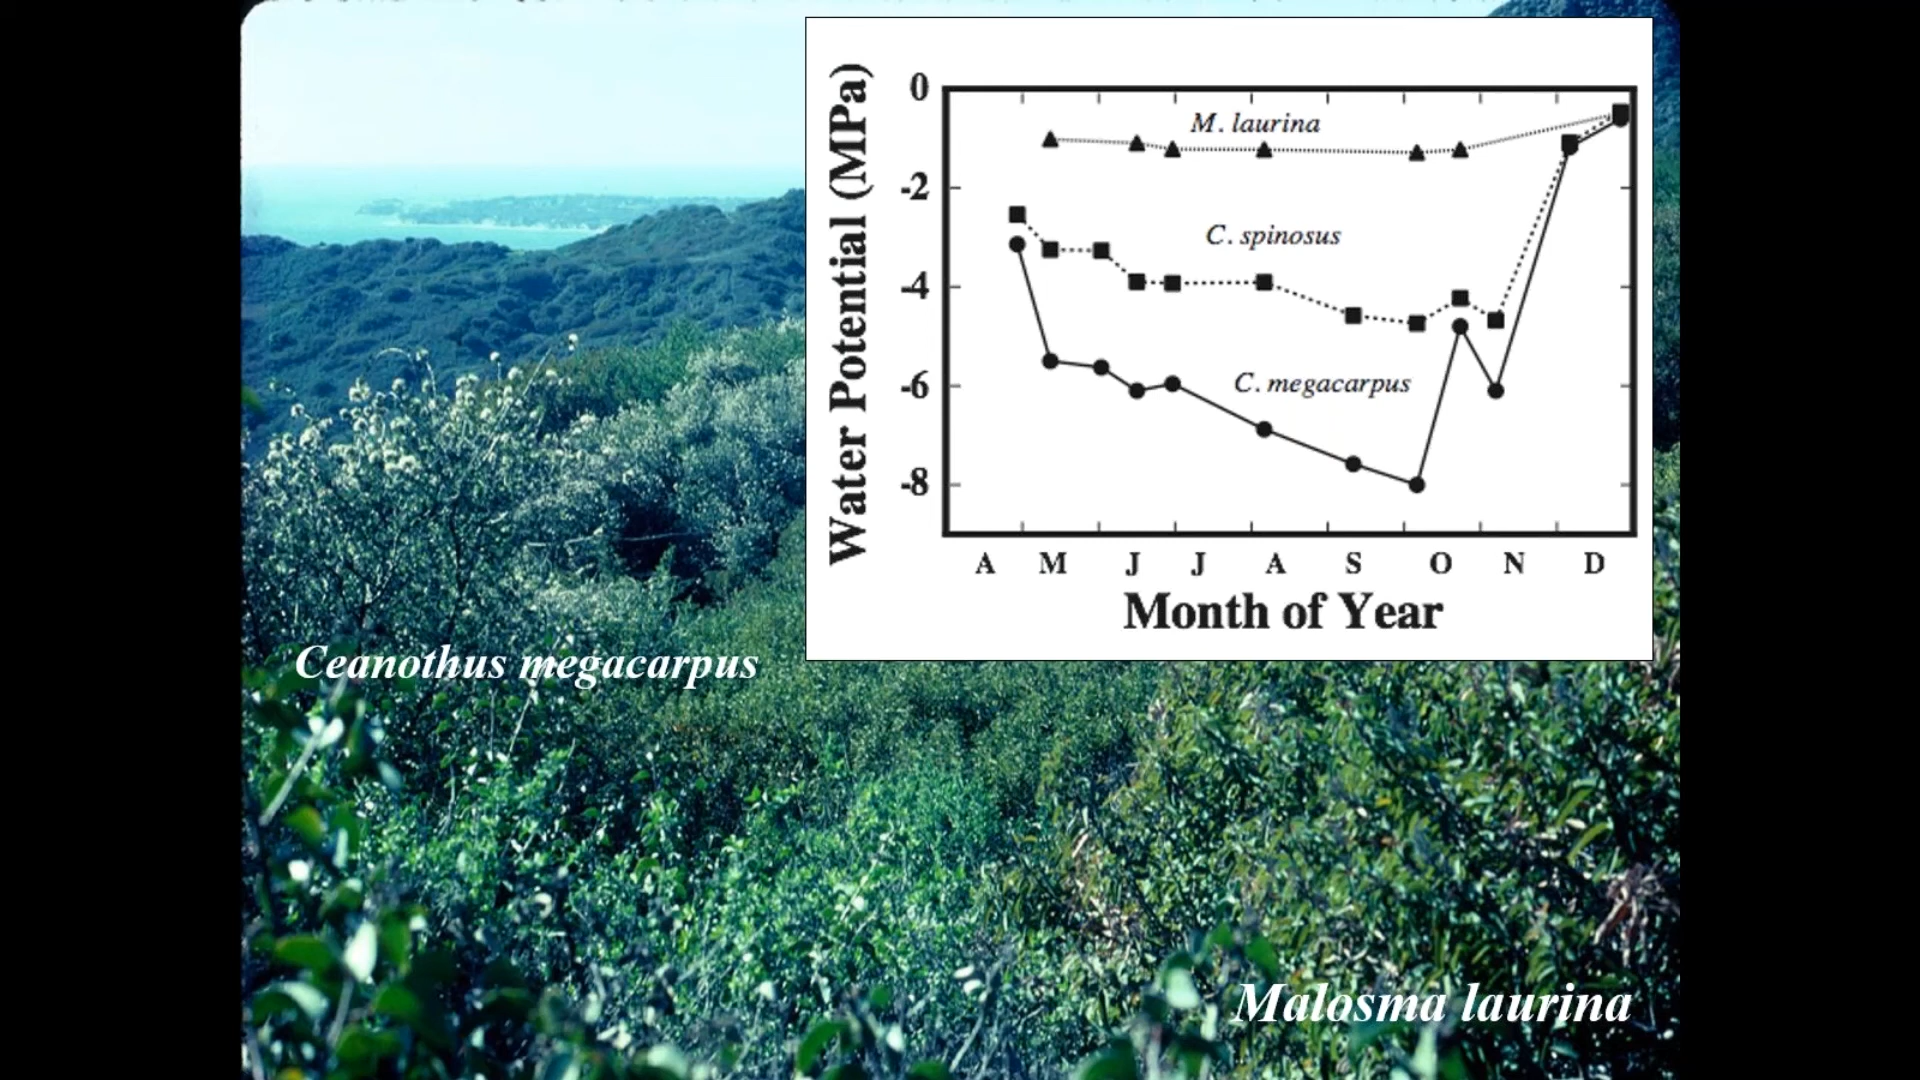 Water Potential (MPa)
0
-2
-4
-6
-8
M. laurina
C. spinosus
C. megacarpus
A M J J A S O N D
Month of Year
Ceanothus megacarpus
Malosma laurina